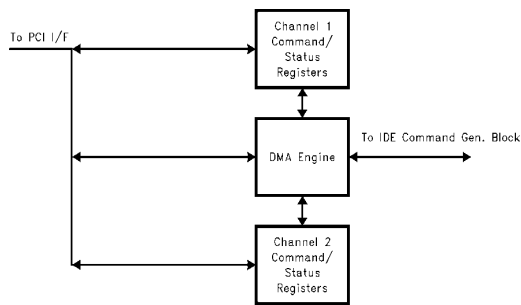 To PCI I/F
Channel 1
Command/
Status
Registers
DMA Engine
To IDE Command Gen. Block
Channel 2
Command/
Status
Registers